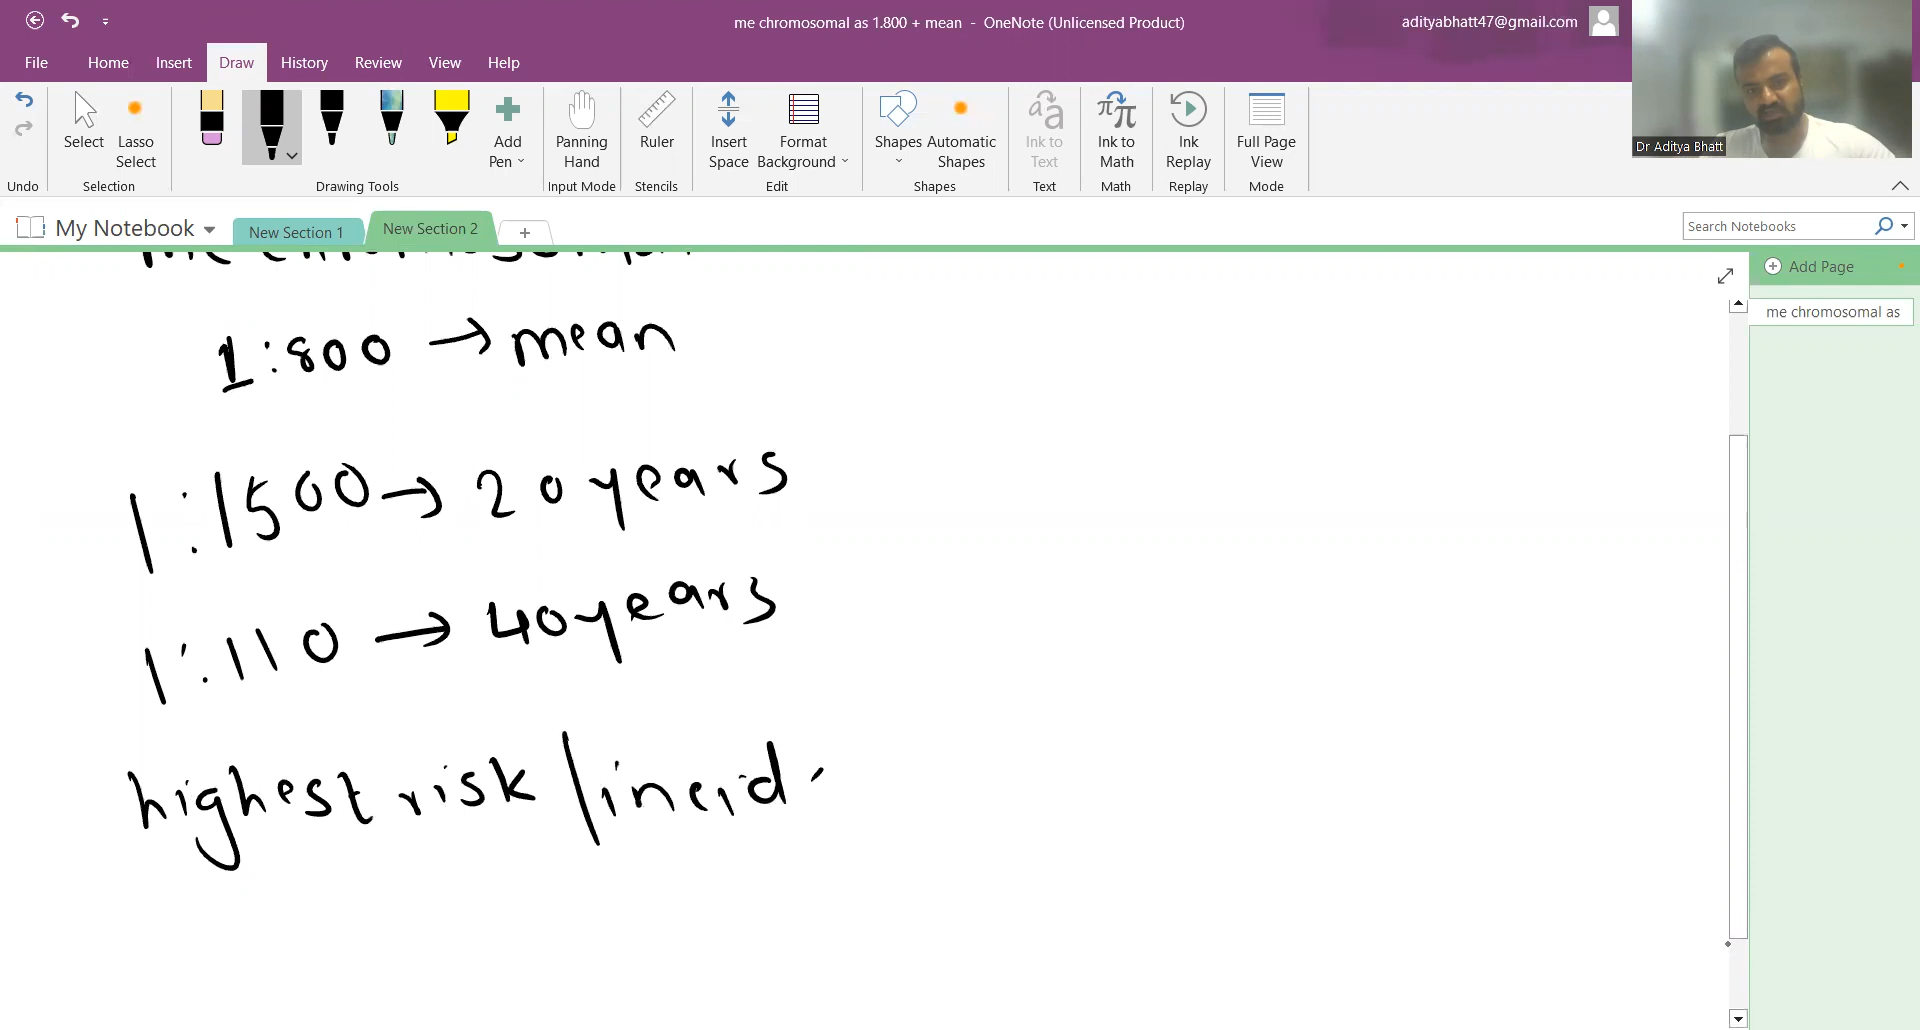 me chromosomal as 1.800 + mean - OneNote (Unlicensed Product)
adityabhatt47@gmail.com
File Home Insert Draw History Review View Help
Undo
Select
Lasso Select
Selection
Drawing Tools
Add Pen
Panning Hand
Input Mode
Ruler
Stencils
Insert Space
Format Background
Edit
Shapes
Automatic Shapes
Shapes
Ink to Text
Text
Ink to Math
Math
Ink Replay
Replay
Full Page View
Mode
Dr Aditya Bhatt
My Notebook
New Section 1
New Section 2
Search Notebooks
Add Page
me chromosomal as
1:800 → mean
1:1500 → 20 years
1:110 → 40 years
highest risk /incid